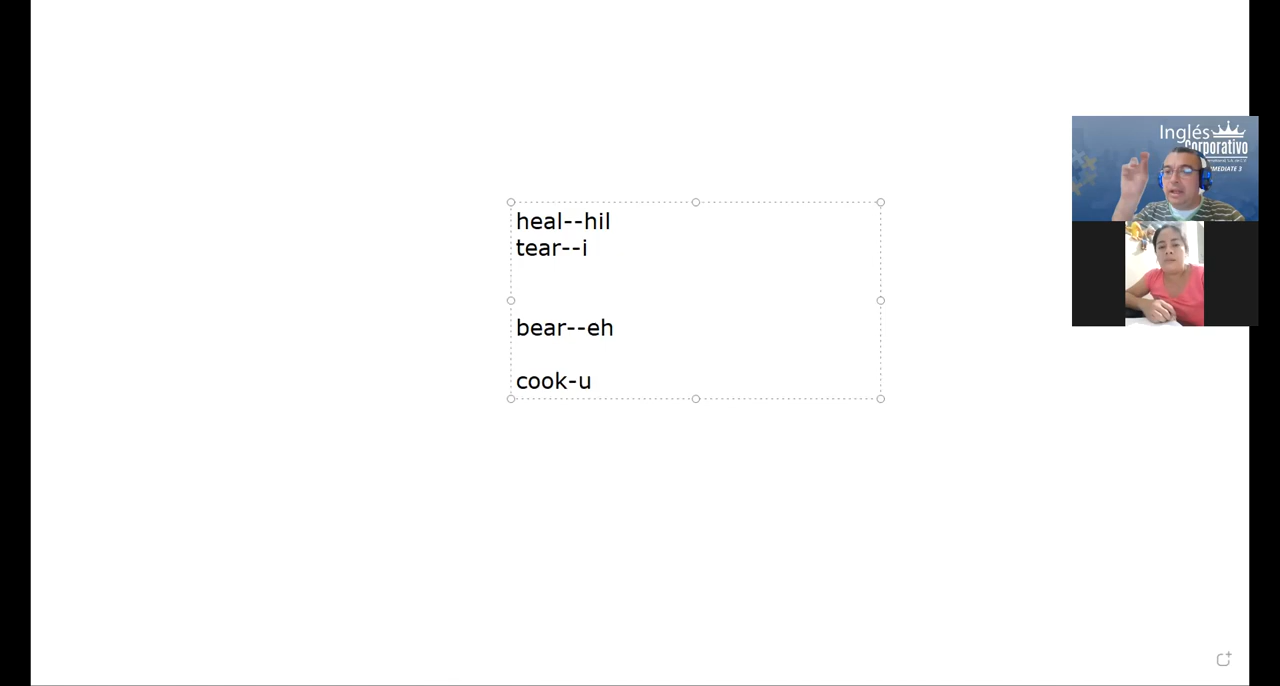 heal--hil
tear--i
bear--eh
cook-u
Inglés
Corporativo